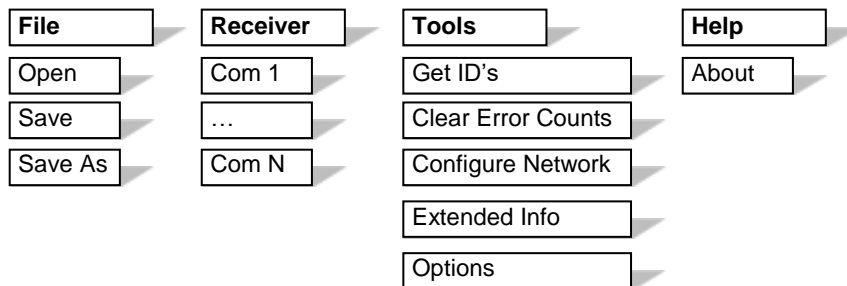 File Receiver Tools Help
Open Com 1 Get ID's About
Save … Clear Error Counts
Save As Com N Configure Network
Extended Info
Options